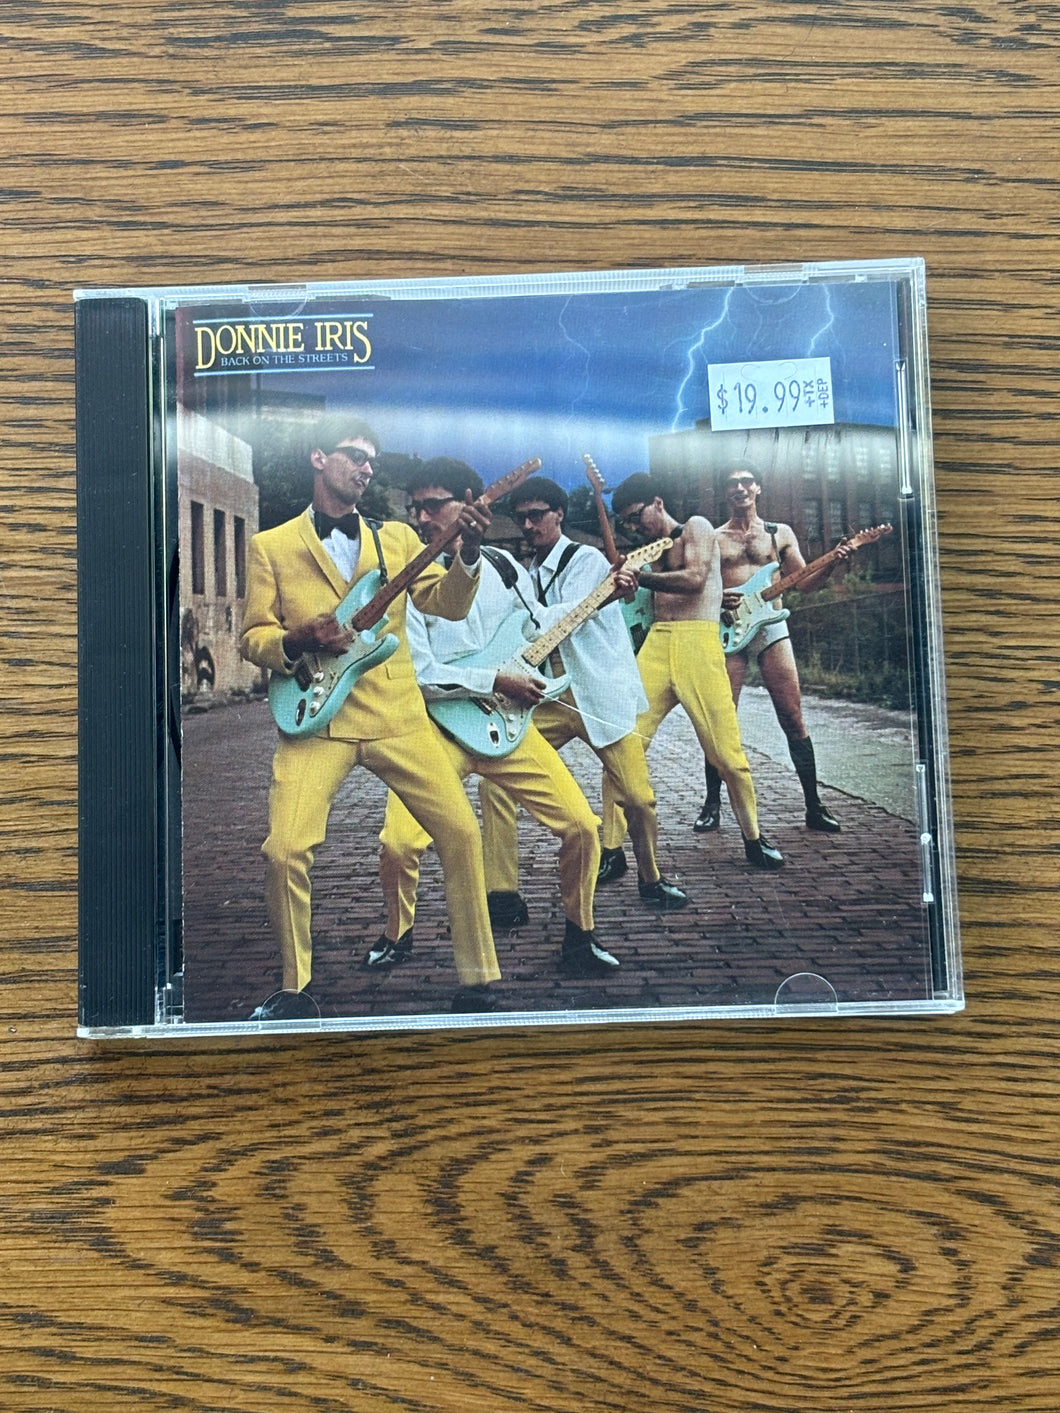 DONNIE IRIS
BACK ON THE STREETS
$19.99 +TX
+DEP